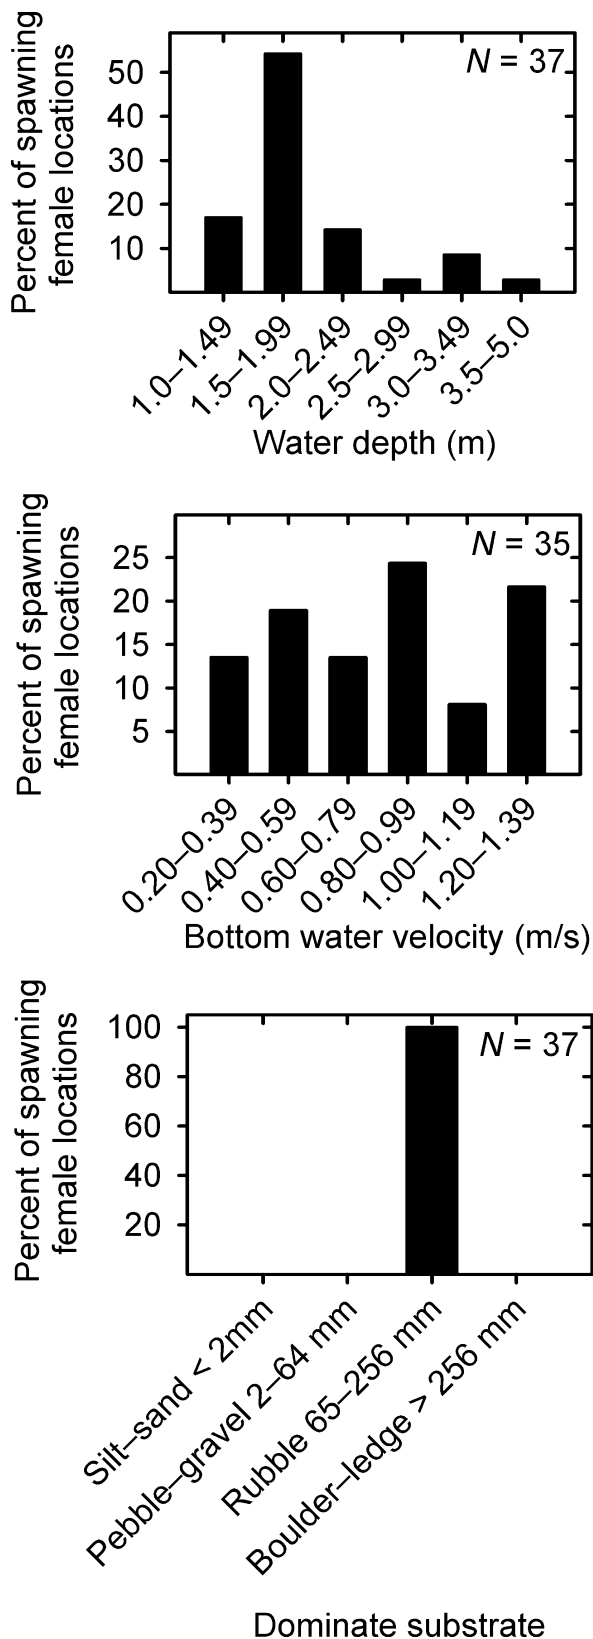 Percent of spawning
female locations
N = 37
50
40
30
20
10
1.0–1.49
1.5–1.99
2.0–2.49
2.5–2.99
3.0–3.49
3.5–5.0
Water depth (m)
Percent of spawning
female locations
N = 35
25
20
15
10
5
0.20–0.39
0.40–0.59
0.60–0.79
0.80–0.99
1.00–1.19
1.20–1.39
Bottom water velocity (m/s)
Percent of spawning
female locations
N = 37
100
80
60
40
20
Silt–sand < 2mm
Pebble–gravel 2–64 mm
Rubble 65–256 mm
Boulder–ledge > 256 mm
Dominate substrate